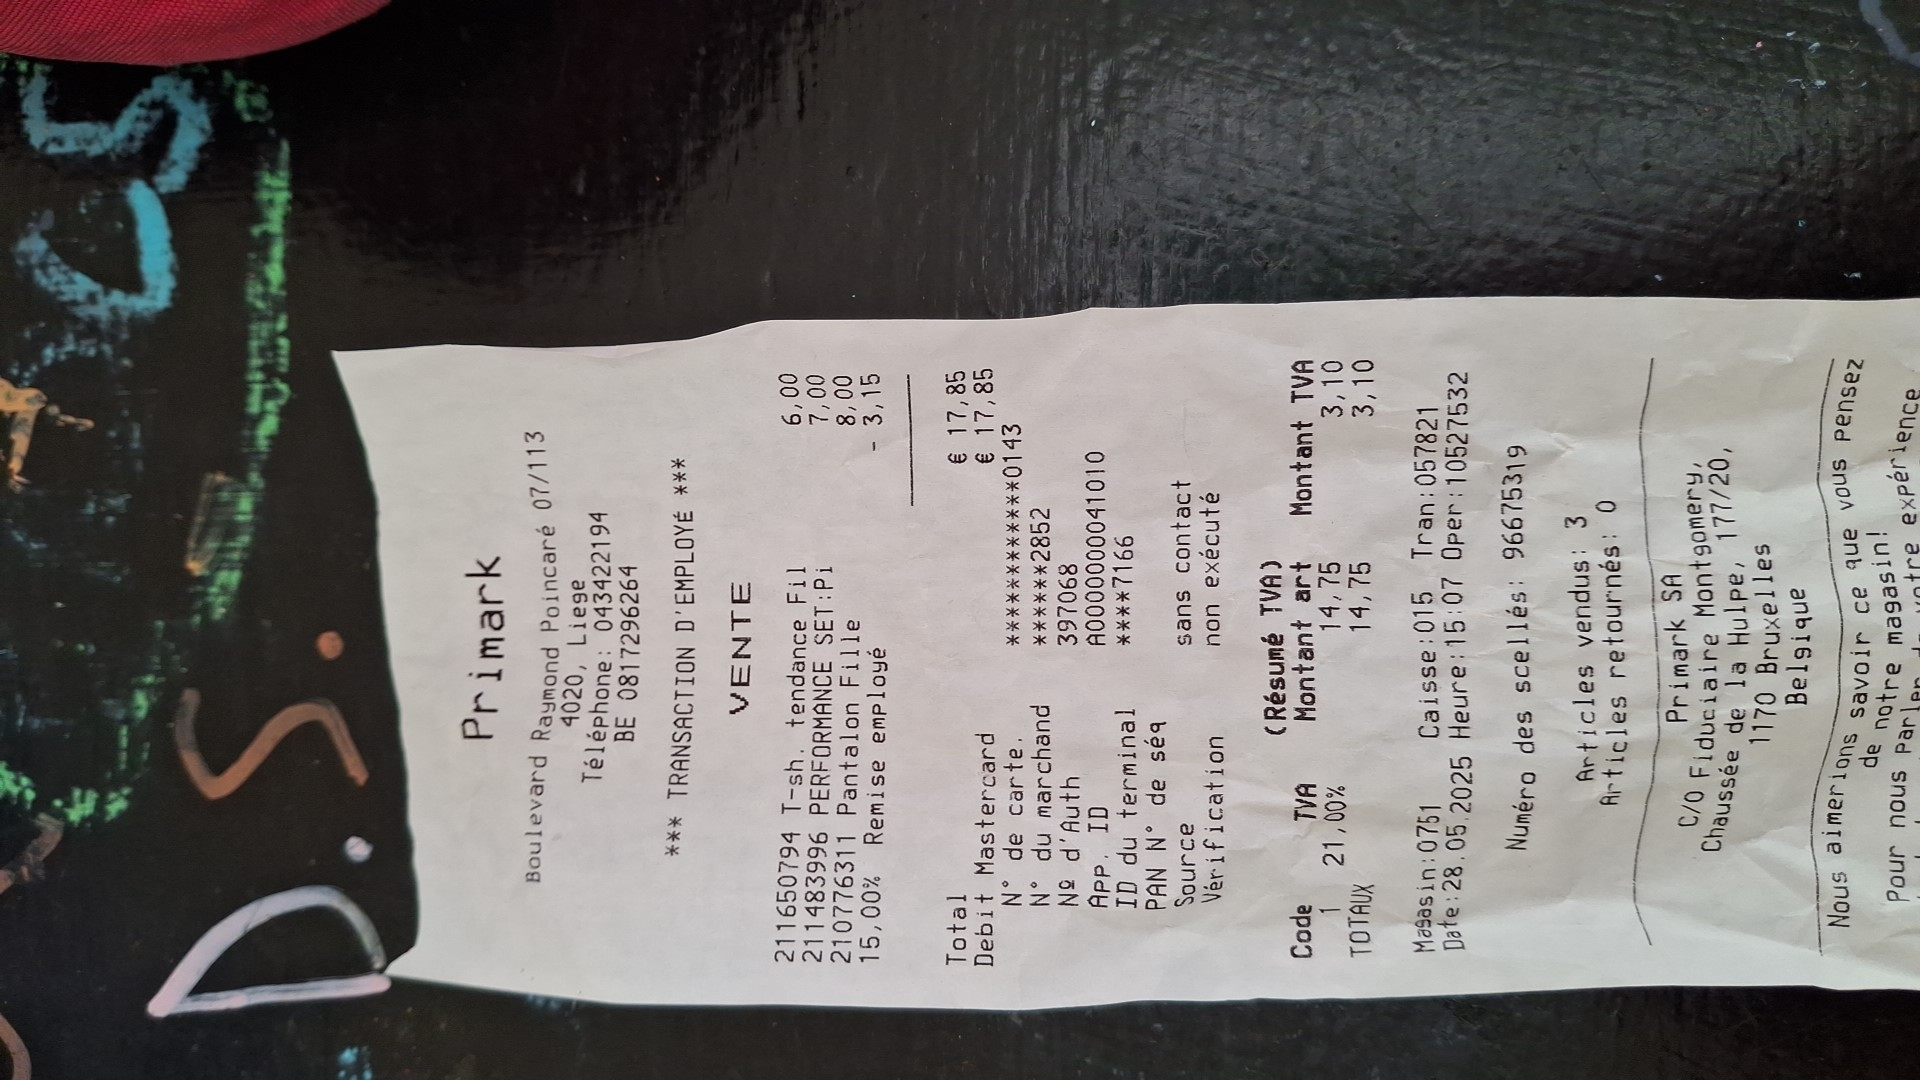 Primark
Boulevard Raymond Poincaré 07/113
4020, Liege
Téléphone: 043422194
BE 0817296264
*** TRANSACTION D'EMPLOYÉ ***
VENTE
211650794 T-sh. tendance Fil 6,00
211483996 PERFORMANCE SET:Pi 7,00
210776311 Pantalon Fille 8,00
15,00% Remise employé - 3,15
Total € 17,85
Debit Mastercard € 17,85
N° de carte. ************0143
N° du marchand ******2852
Nº d'Auth 397068
App. ID A0000000041010
ID du terminal ****7166
PAN N° de séq
Source sans contact
Vérification non exécuté
(Résumé TVA)
Code TVA Montant art Montant TVA
1 21,00% 14,75 3,10
TOTAUX 14,75 3,10
Magasin:0751 Caisse:015 Tran:057821
Date:28.05.2025 Heure:15:07 Oper:10527532
Numéro des scellés: 96675319
Articles vendus: 3
Articles retournés: 0
Primark SA
C/O Fiduciaire Montgomery,
Chaussée de la Hulpe, 177/20,
1170 Bruxelles
Belgique
Nous aimerions savoir ce que vous pensez
de notre magasin!
Pour nous parler de votre expérience
D.S.